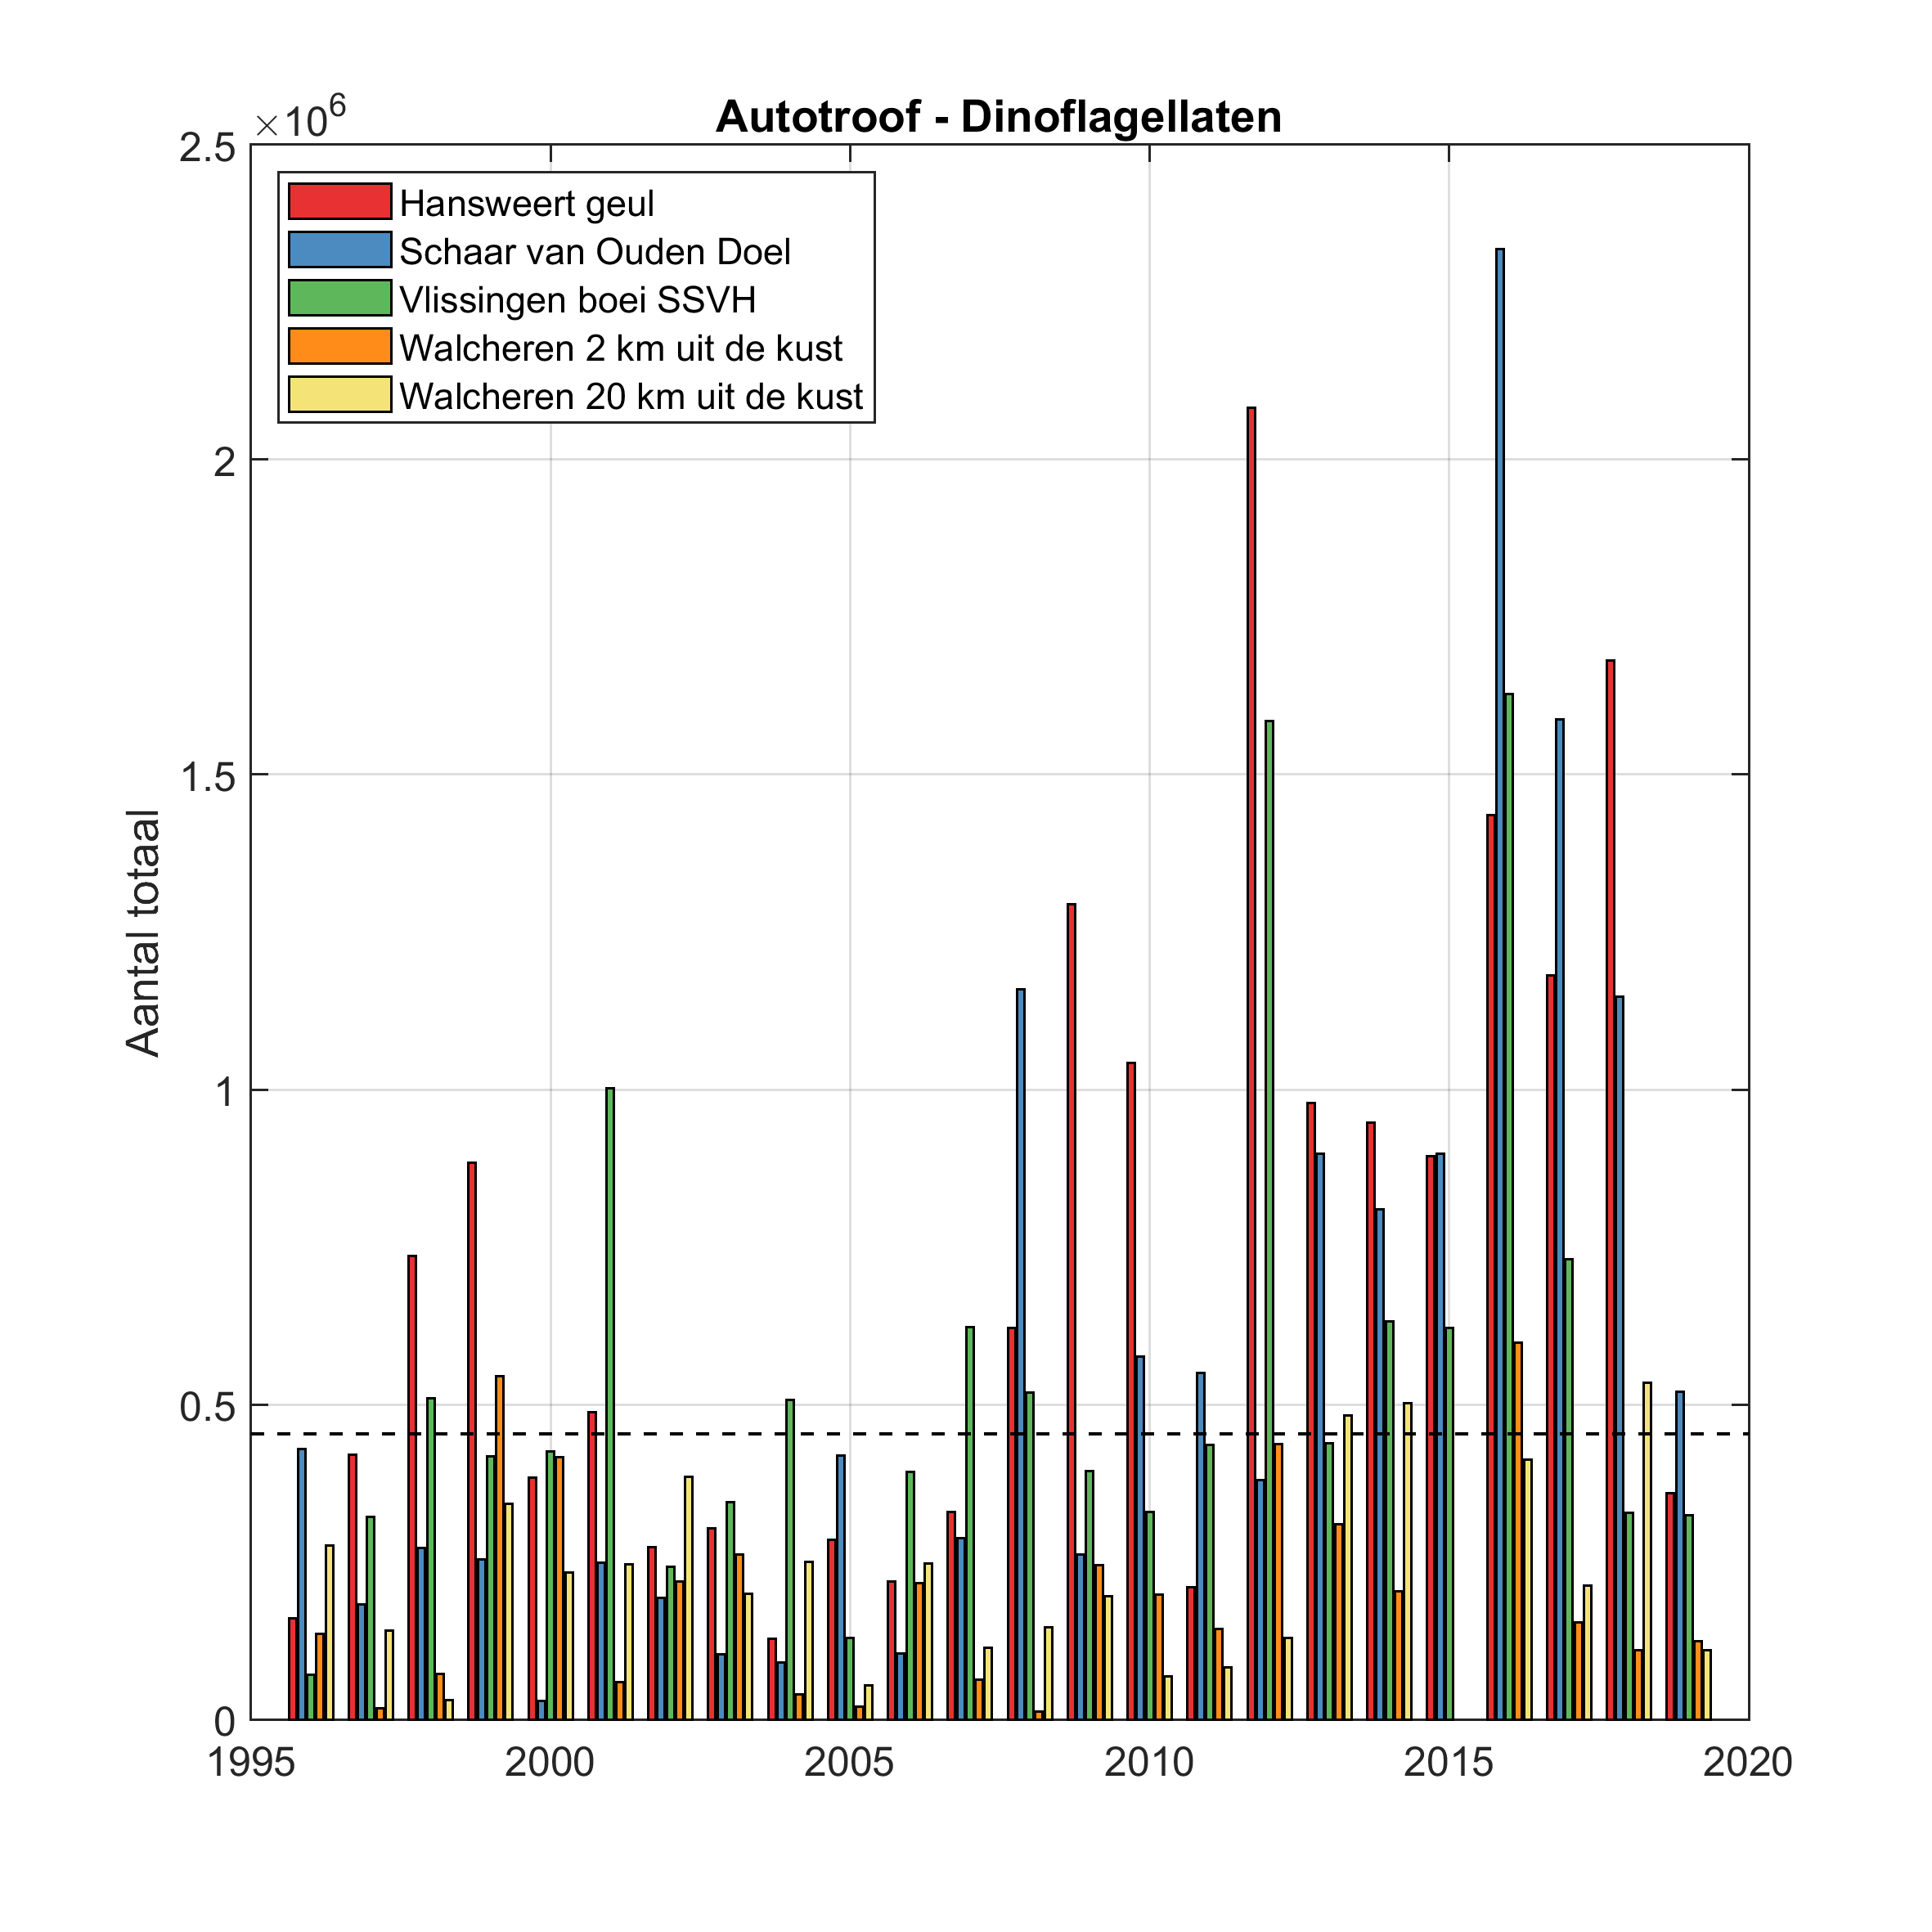 Autotroof - Dinoflagellaten
×10⁶
2.5
2
1.5
1
0.5
0
Aantal totaal
Hansweert geul
Schaar van Ouden Doel
Vlissingen boei SSVH
Walcheren 2 km uit de kust
Walcheren 20 km uit de kust
1995 2000 2005 2010 2015 2020